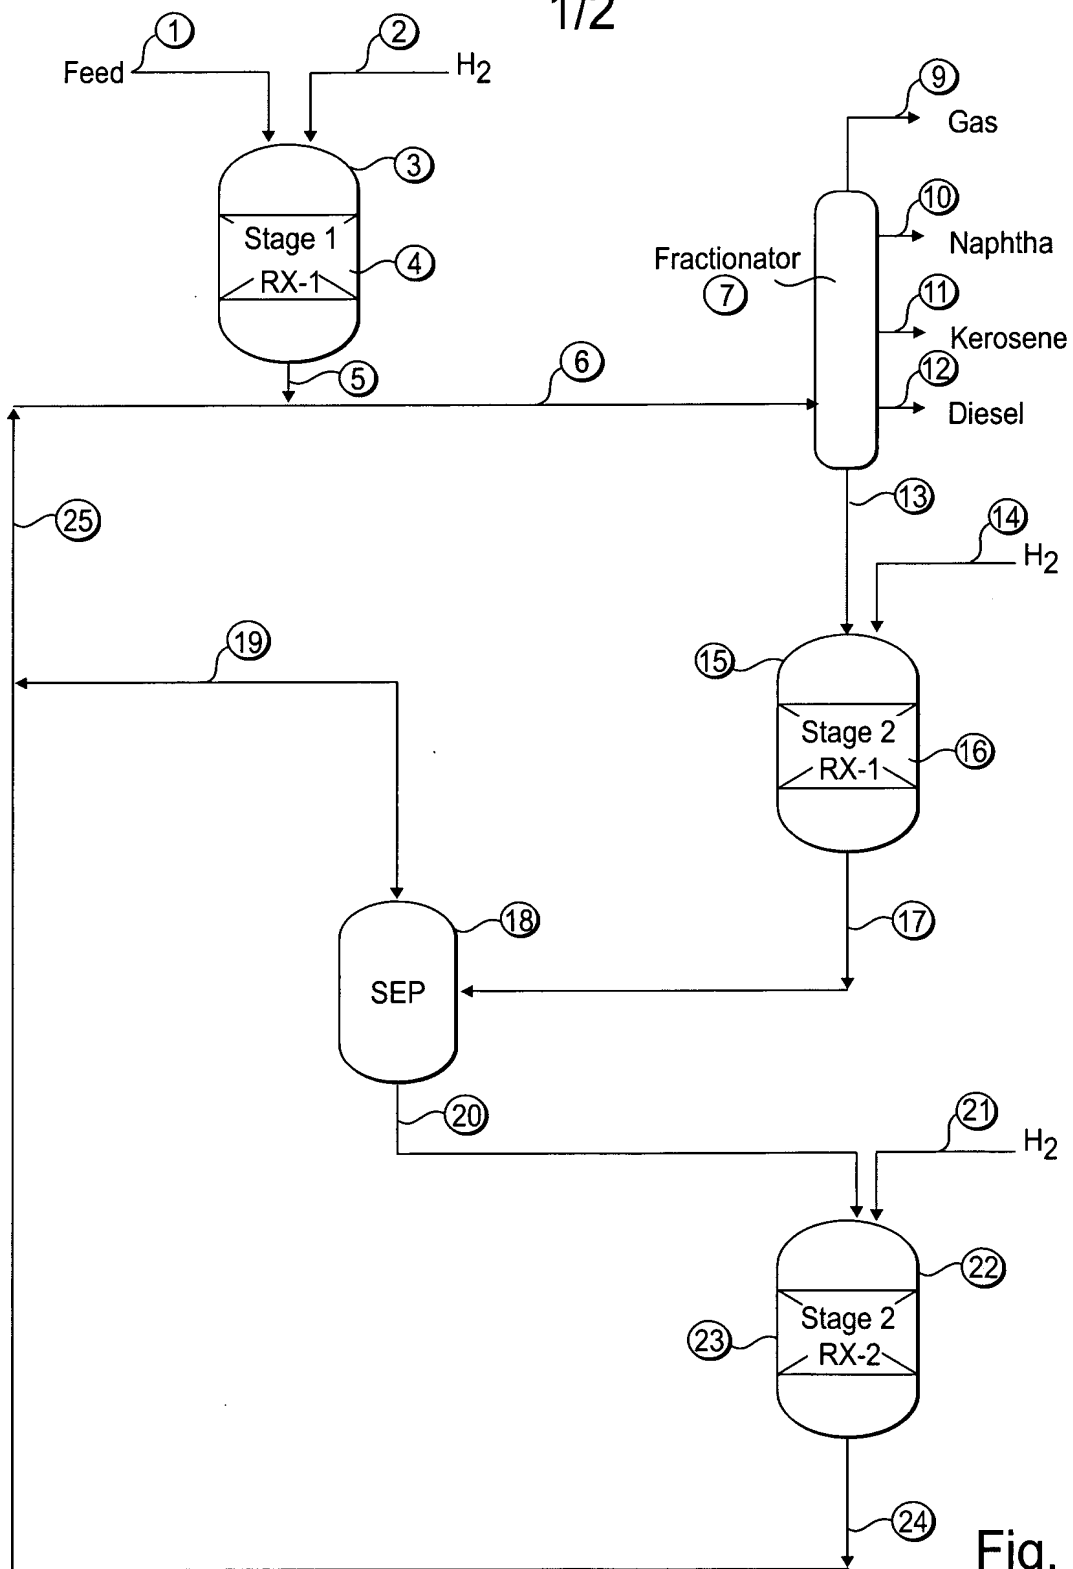 1/2
1
2
Feed
H2
9
Gas
3
10
Stage 1
Naphtha
4
Fractionator
RX-1
7
11
Kerosene
6
12
5
Diesel
13
25
14
H2
19
15
Stage 2
16
RX-1
18
17
SEP
20
21
H2
22
Stage 2
23
RX-2
24
Fig.